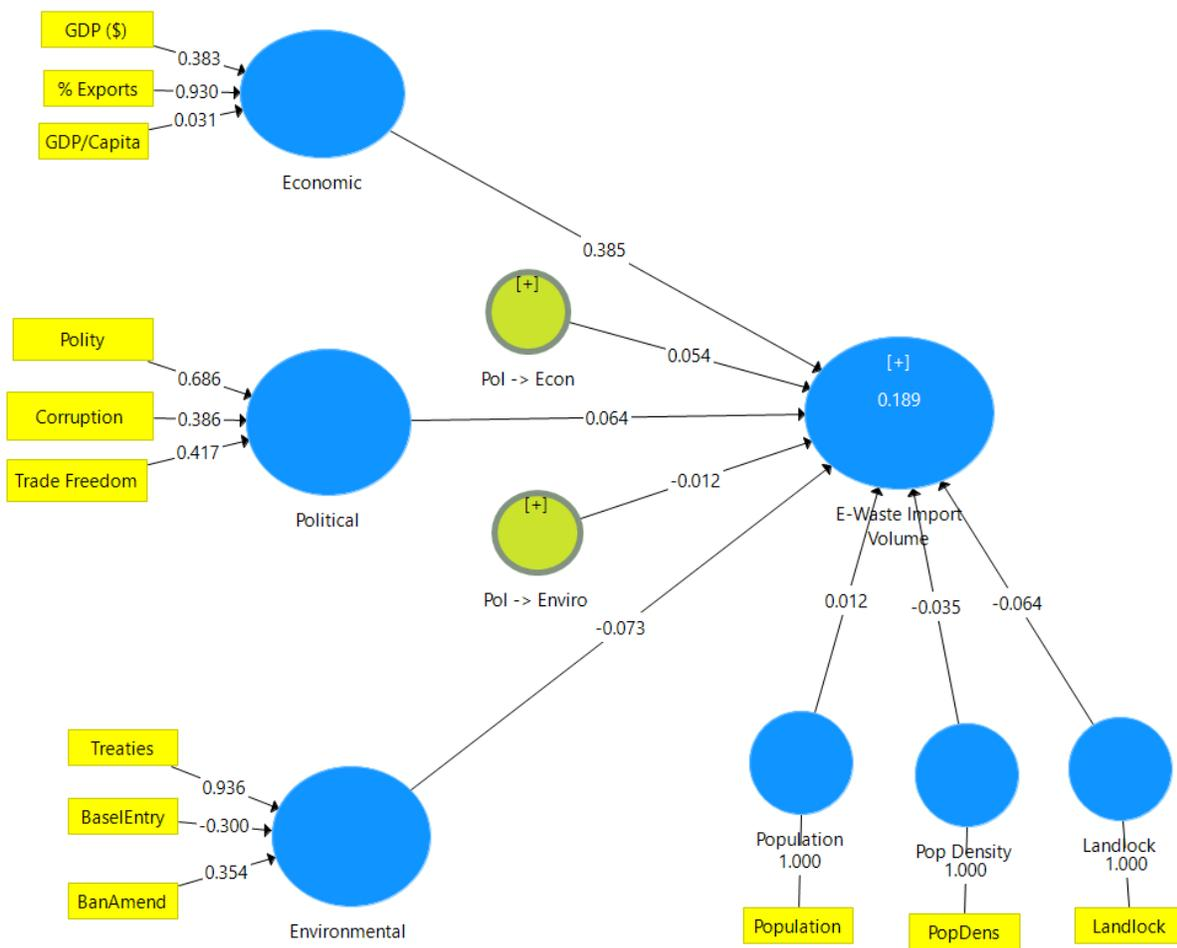 GDP ($)
0.383
% Exports
0.930
0.031
GDP/Capita
Economic
0.385
[+]
Pol -> Econ
0.054
Polity
0.686
Corruption
0.386
0.417
Trade Freedom
Political
0.064
[+]
0.189
E-Waste Import
Volume
[+]
Pol -> Enviro
-0.012
-0.073
0.012
-0.035
-0.064
Treaties
0.936
BaselEntry
-0.300
0.354
BanAmend
Environmental
Population
1.000
Population
Pop Density
1.000
PopDens
Landlock
1.000
Landlock